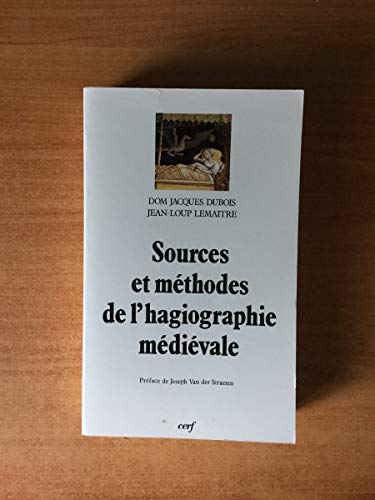 DOM JACQUES DUBOIS
JEAN-LOUP LEMAITRE
Sources
et méthodes
de l'hagiographie
médiévale
Préface de Joseph Van der Straeten
cerf